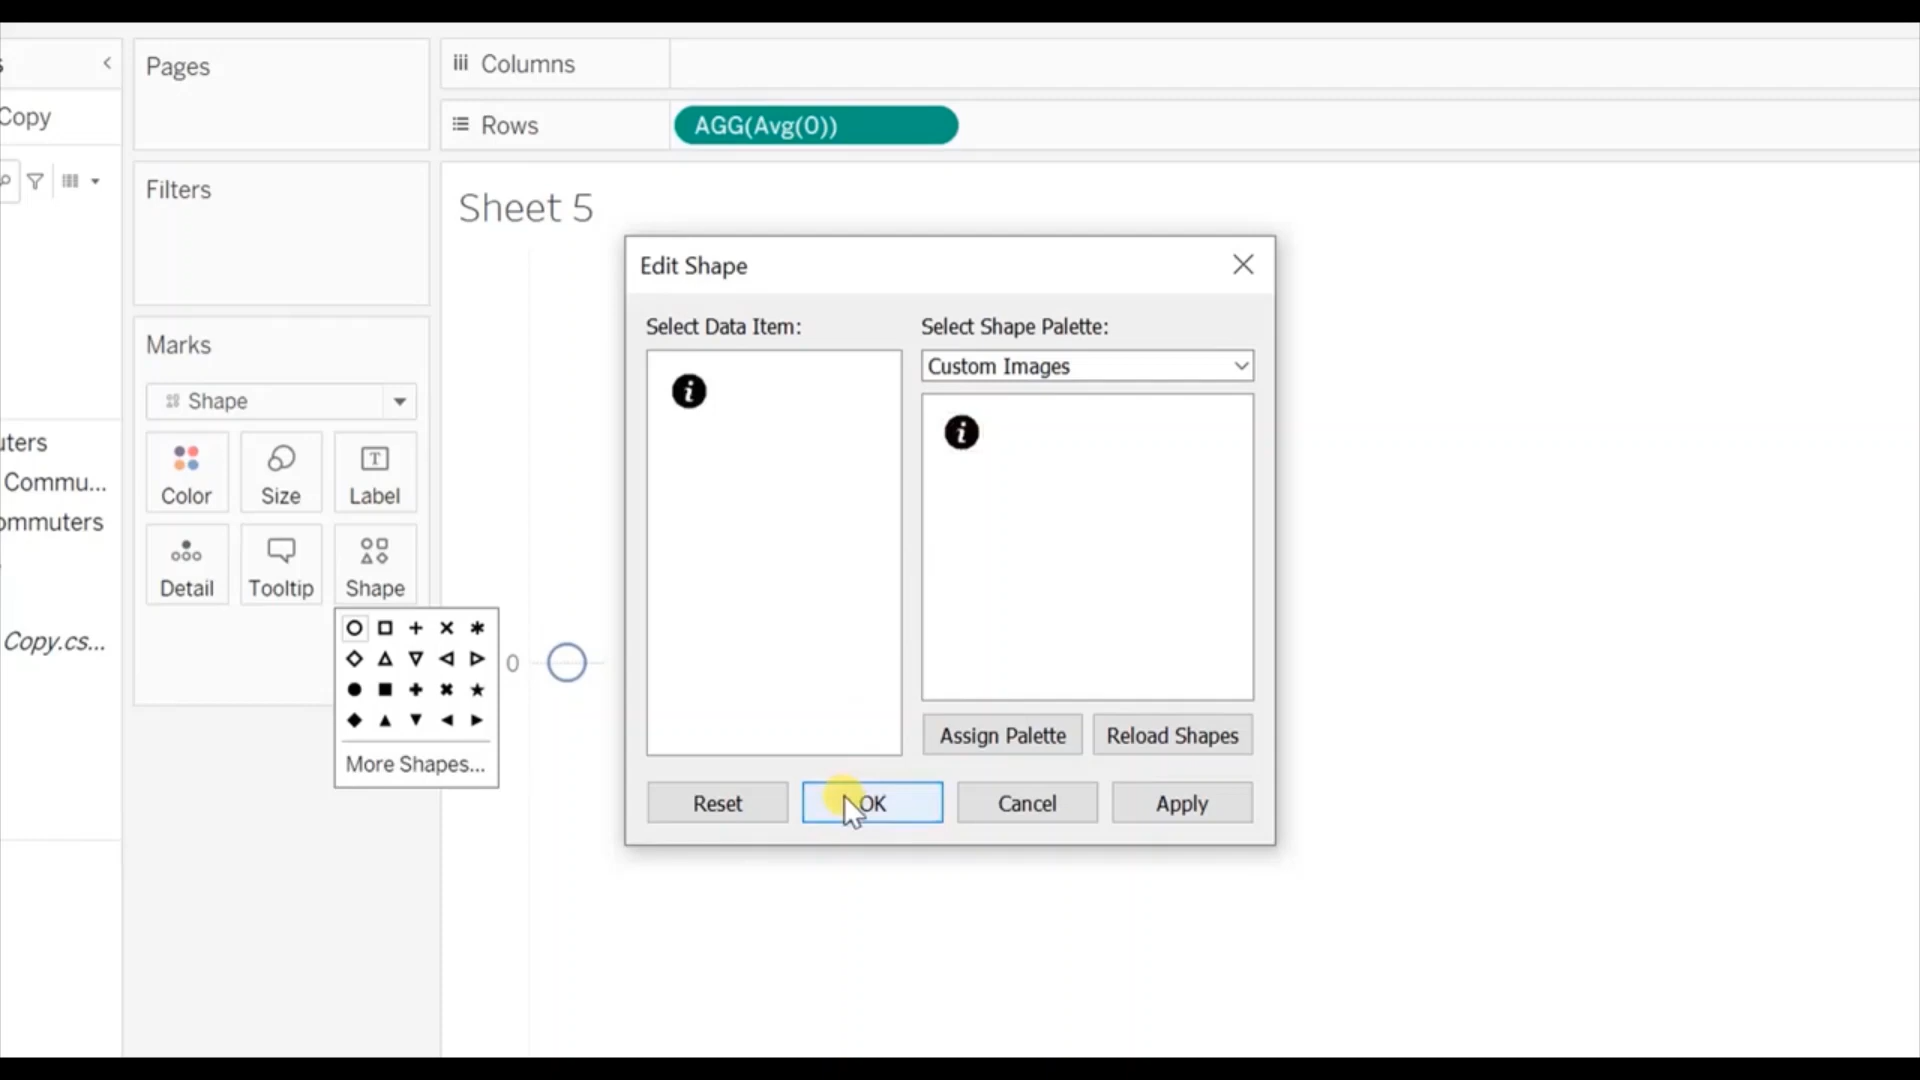 Copy
uters
Commu...
ommuters
Copy.cs...
Pages
Filters
Marks
Shape
Color
Size
Label
Detail
Tooltip
Shape
More Shapes...
Columns
Rows
AGG(Avg(0))
Sheet 5
0
Edit Shape
Select Data Item:
Select Shape Palette:
Custom Images
Assign Palette
Reload Shapes
Reset
OK
Cancel
Apply